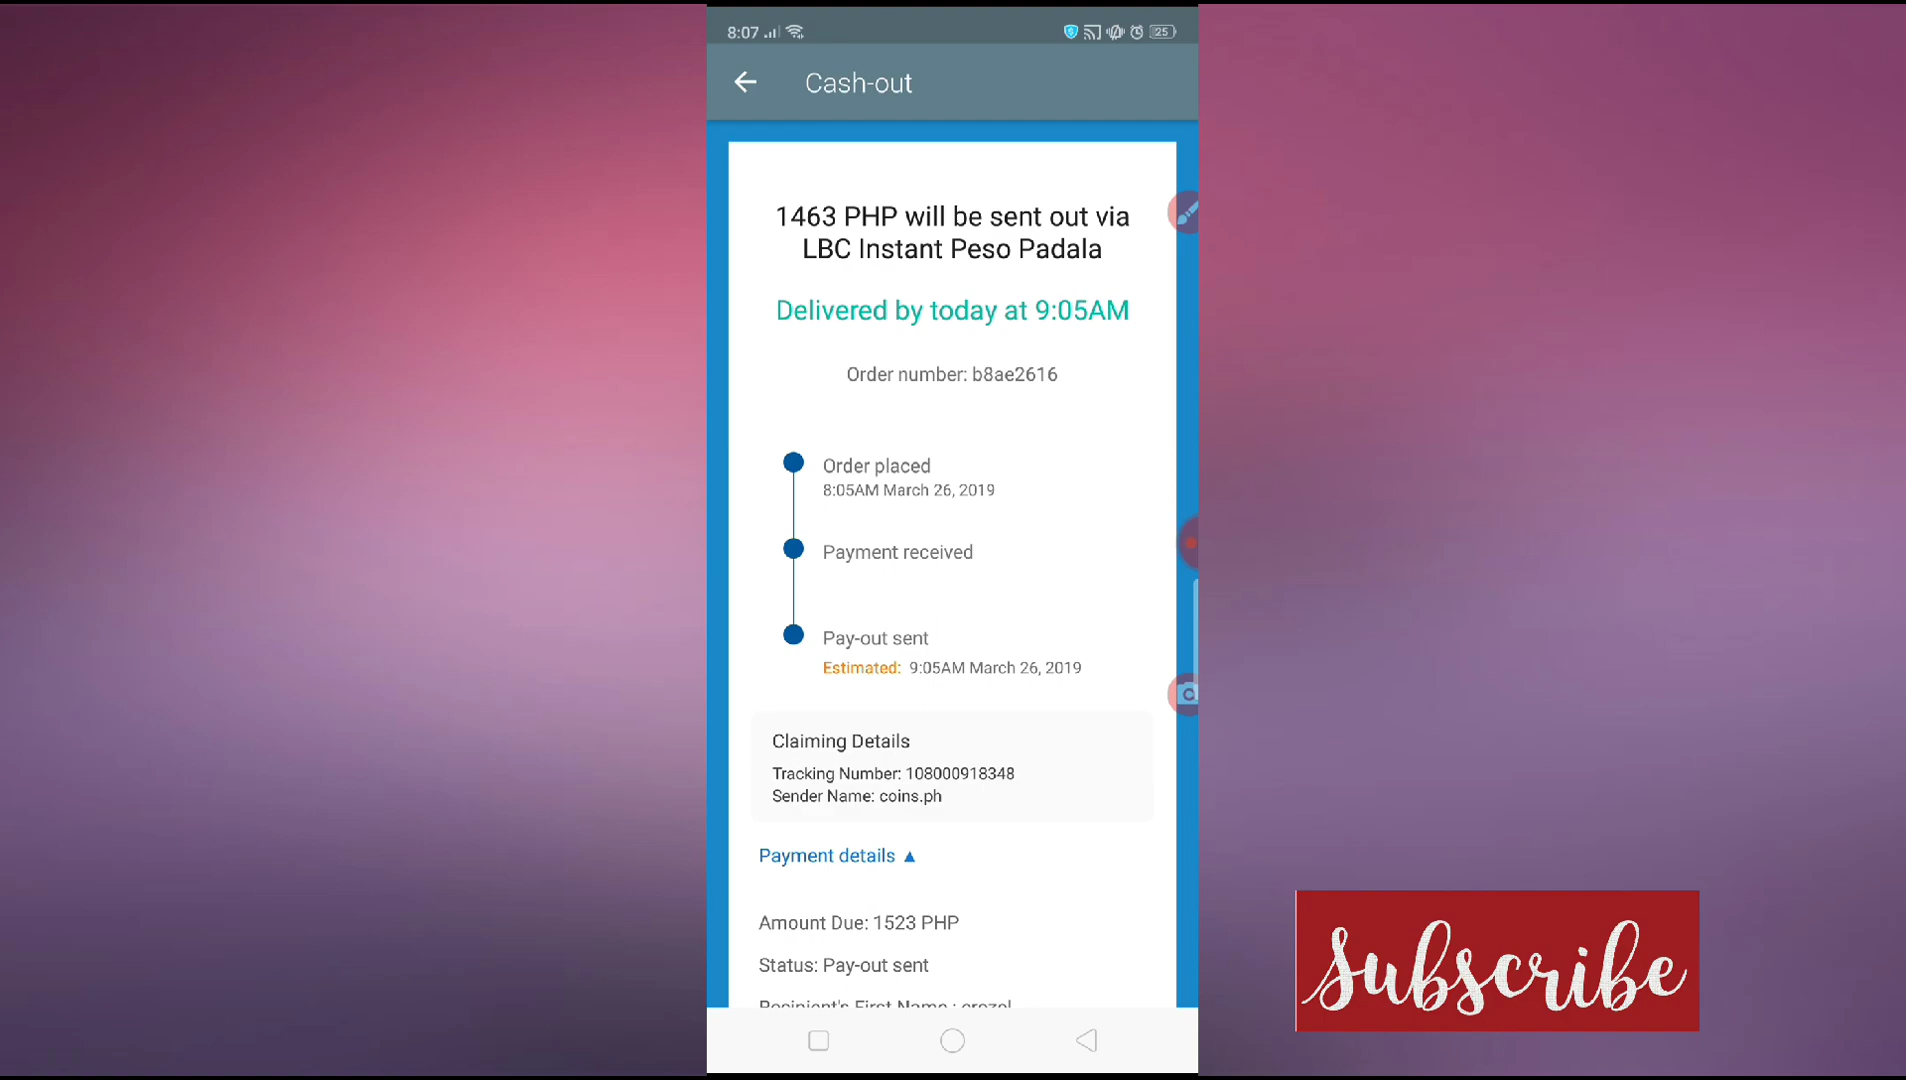 8:07
25
Cash-out
1463 PHP will be sent out via
LBC Instant Peso Padala
Delivered by today at 9:05AM
Order number: b8ae2616
Order placed
8:05AM March 26, 2019
Payment received
Pay-out sent
Estimated: 9:05AM March 26, 2019
Claiming Details
Tracking Number: 108000918348
Sender Name: coins.ph
Payment details ▲
Amount Due: 1523 PHP
Status: Pay-out sent
Recipient's First Name :
Subscribe